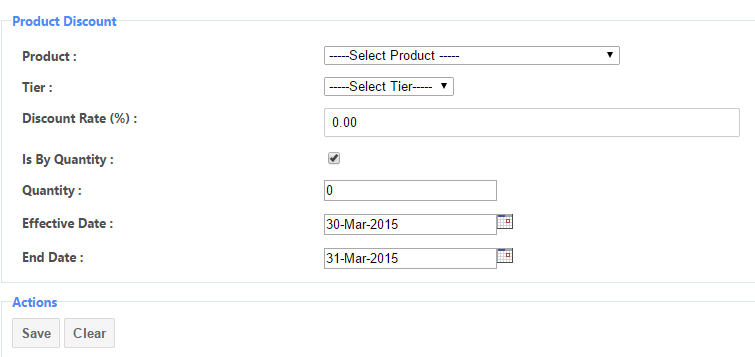 Product Discount
Product : -----Select Product -----
Tier : -----Select Tier-----
Discount Rate (%) : 0.00
Is By Quantity :
Quantity : 0
Effective Date : 30-Mar-2015
End Date : 31-Mar-2015
Actions
Save Clear